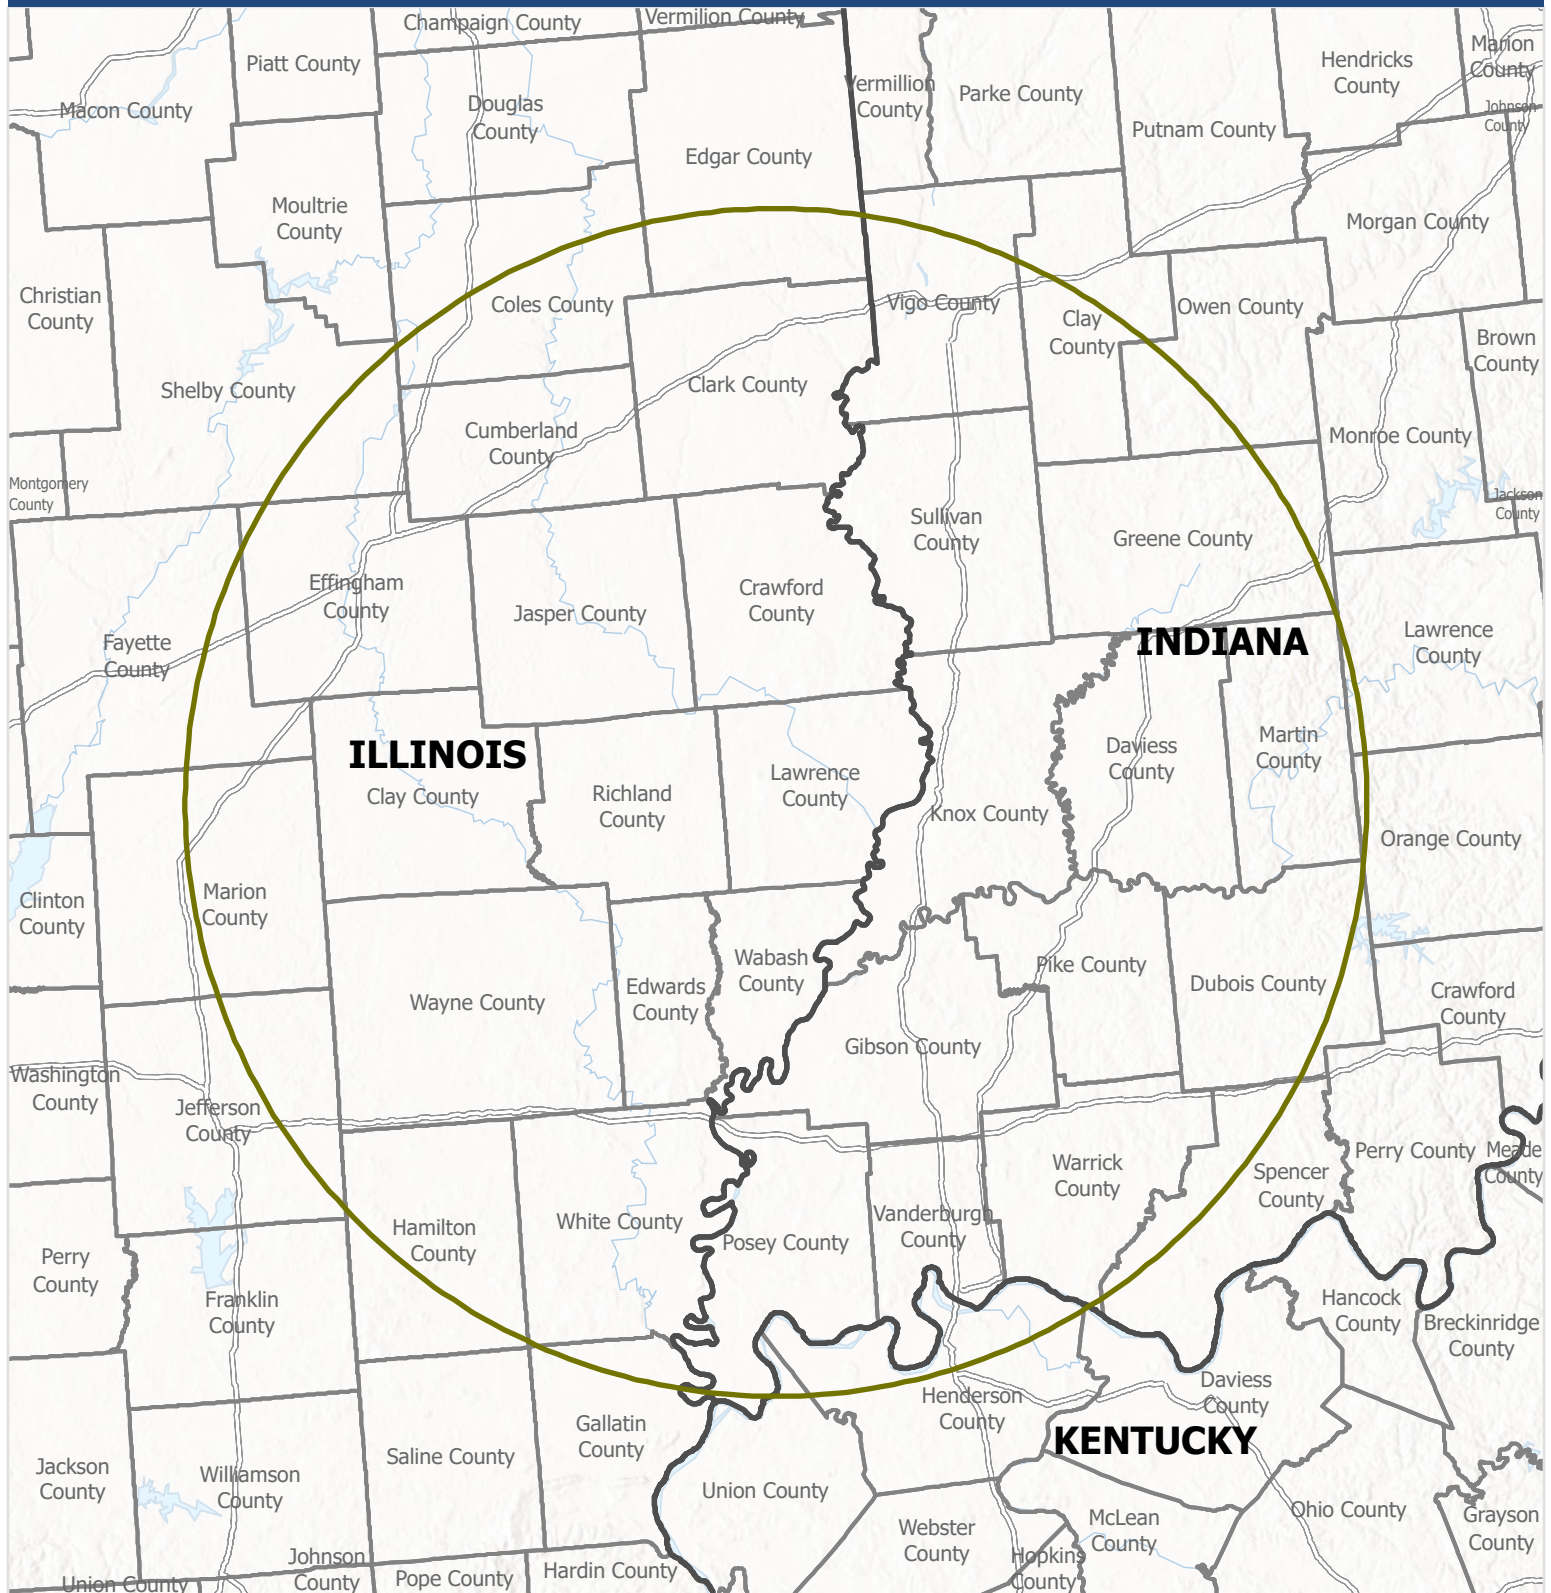 Champaign County
Vermilion County
Piatt County
Macon County
Douglas
County
Edgar County
Vermillion
County
Parke County
Putnam County
Hendricks
County
Marion
County
Johnson
County
Moultrie
County
Morgan County
Christian
County
Coles County
Vigo County
Clay
County
Owen County
Brown
County
Shelby County
Clark County
Cumberland
County
Monroe County
Montgomery
County
Jackson
County
Sullivan
County
Greene County
Effingham
County
Jasper County
Crawford
County
Fayette
County
INDIANA
Lawrence
County
ILLINOIS
Clay County
Richland
County
Lawrence
County
Knox County
Daviess
County
Martin
County
Orange County
Clinton
County
Marion
County
Wayne County
Edwards
County
Wabash
County
Pike County
Dubois County
Crawford
County
Gibson County
Washington
County
Jefferson
County
Warrick
County
Spencer
County
Perry County
Meade
County
Hamilton
County
White County
Posey County
Vanderburgh
County
Perry
County
Franklin
County
Hancock
County
Breckinridge
County
Henderson
County
Daviess
County
KENTUCKY
Gallatin
County
Saline County
Jackson
County
Williamson
County
Union County
Webster
County
McLean
County
Ohio County
Grayson
County
Hopkins
County
Union County
Johnson
County
Pope County
Hardin County